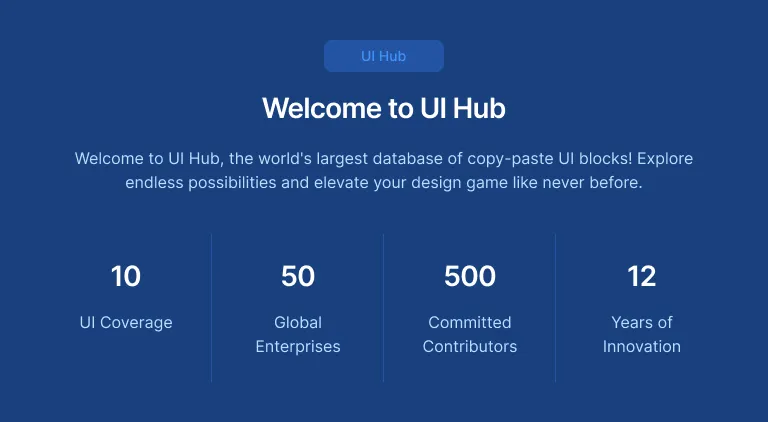 UI Hub
Welcome to UI Hub
Welcome to UI Hub, the world's largest database of copy-paste UI blocks! Explore
endless possibilities and elevate your design game like never before.
10
UI Coverage
50
Global
Enterprises
500
Committed
Contributors
12
Years of
Innovation